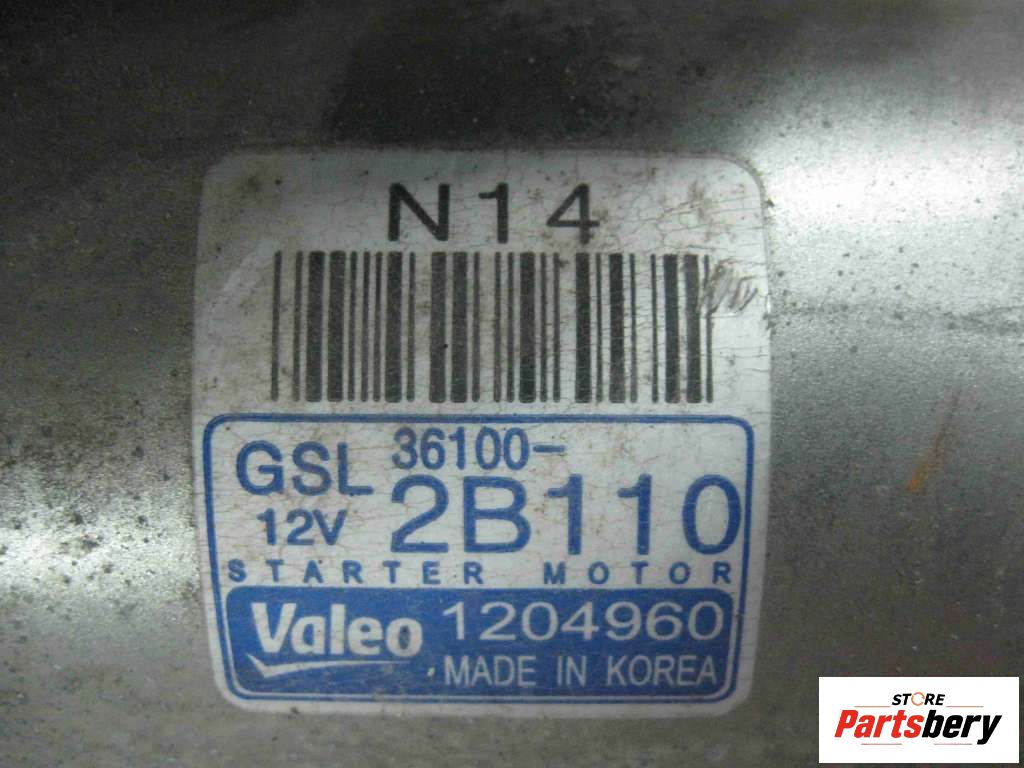 N14
GSL 36100-
12V 2B110
STARTER MOTOR
Valeo 1204960
MADE IN KOREA
STORE
Partsbery